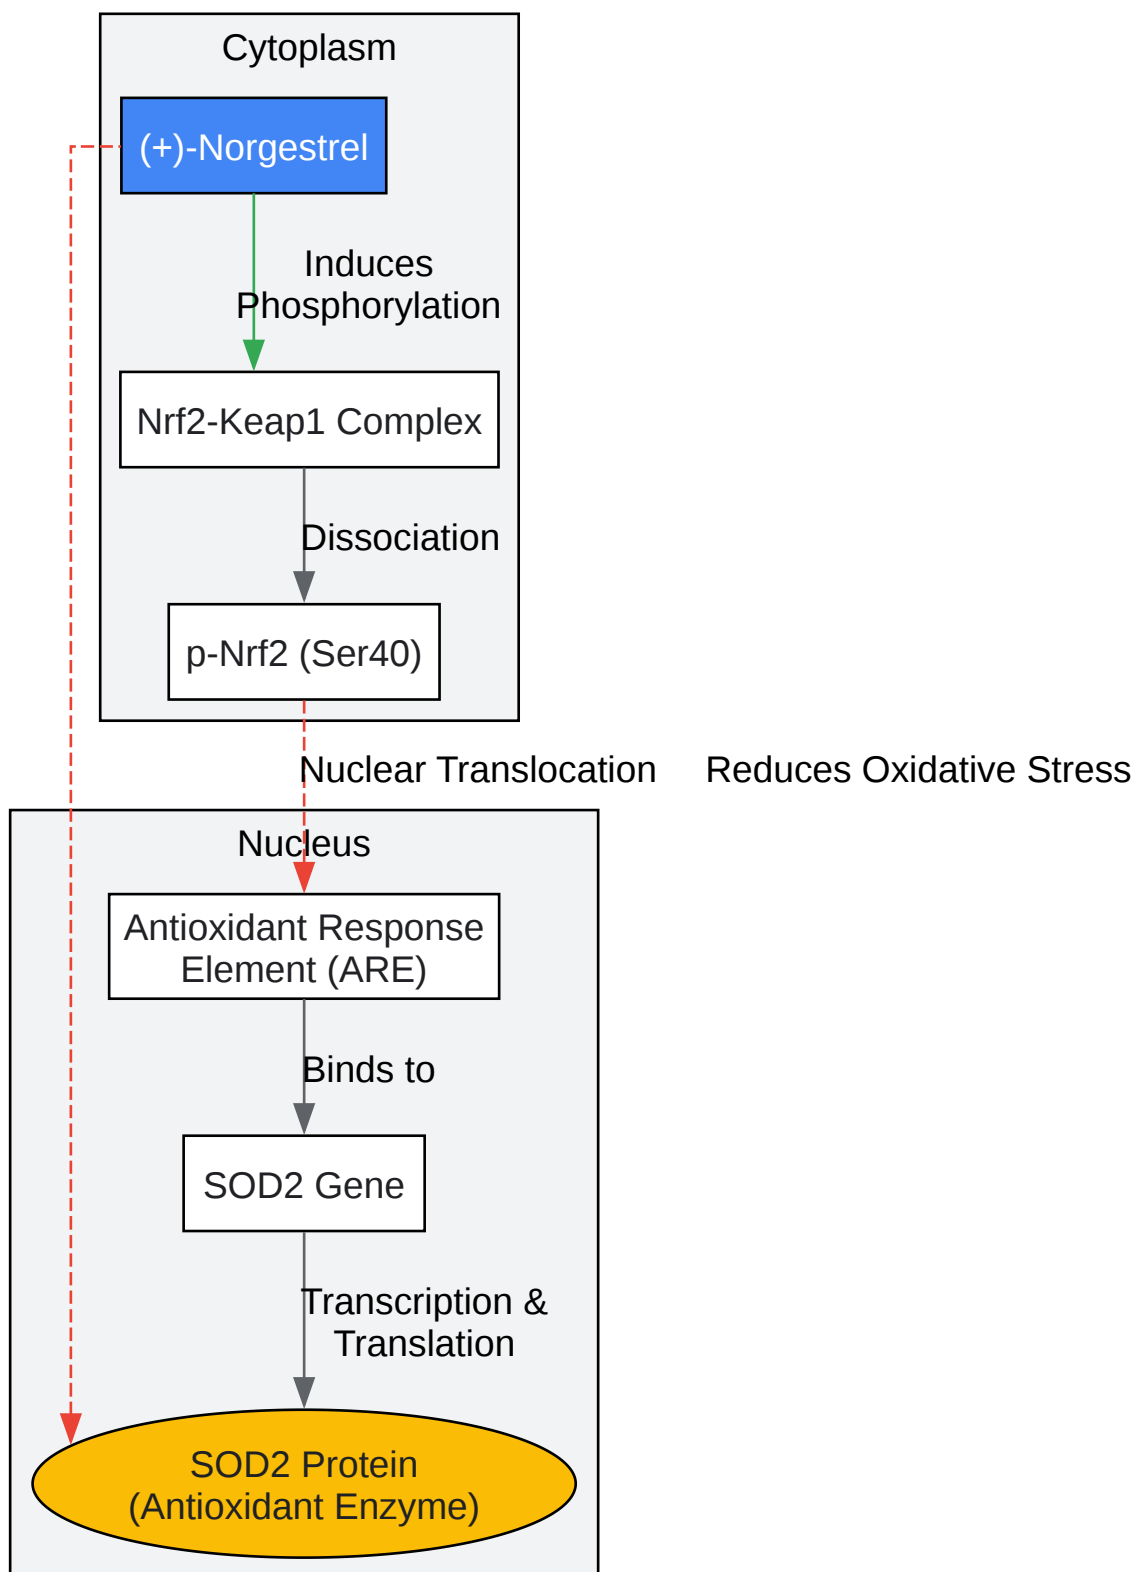 Cytoplasm
(+)-Norgestrel
Induces
Phosphorylation
Nrf2-Keap1 Complex
Dissociation
p-Nrf2 (Ser40)
Nuclear Translocation
Reduces Oxidative Stress
Nucleus
Antioxidant Response
Element (ARE)
Binds to
SOD2 Gene
Transcription &
Translation
SOD2 Protein
(Antioxidant Enzyme)